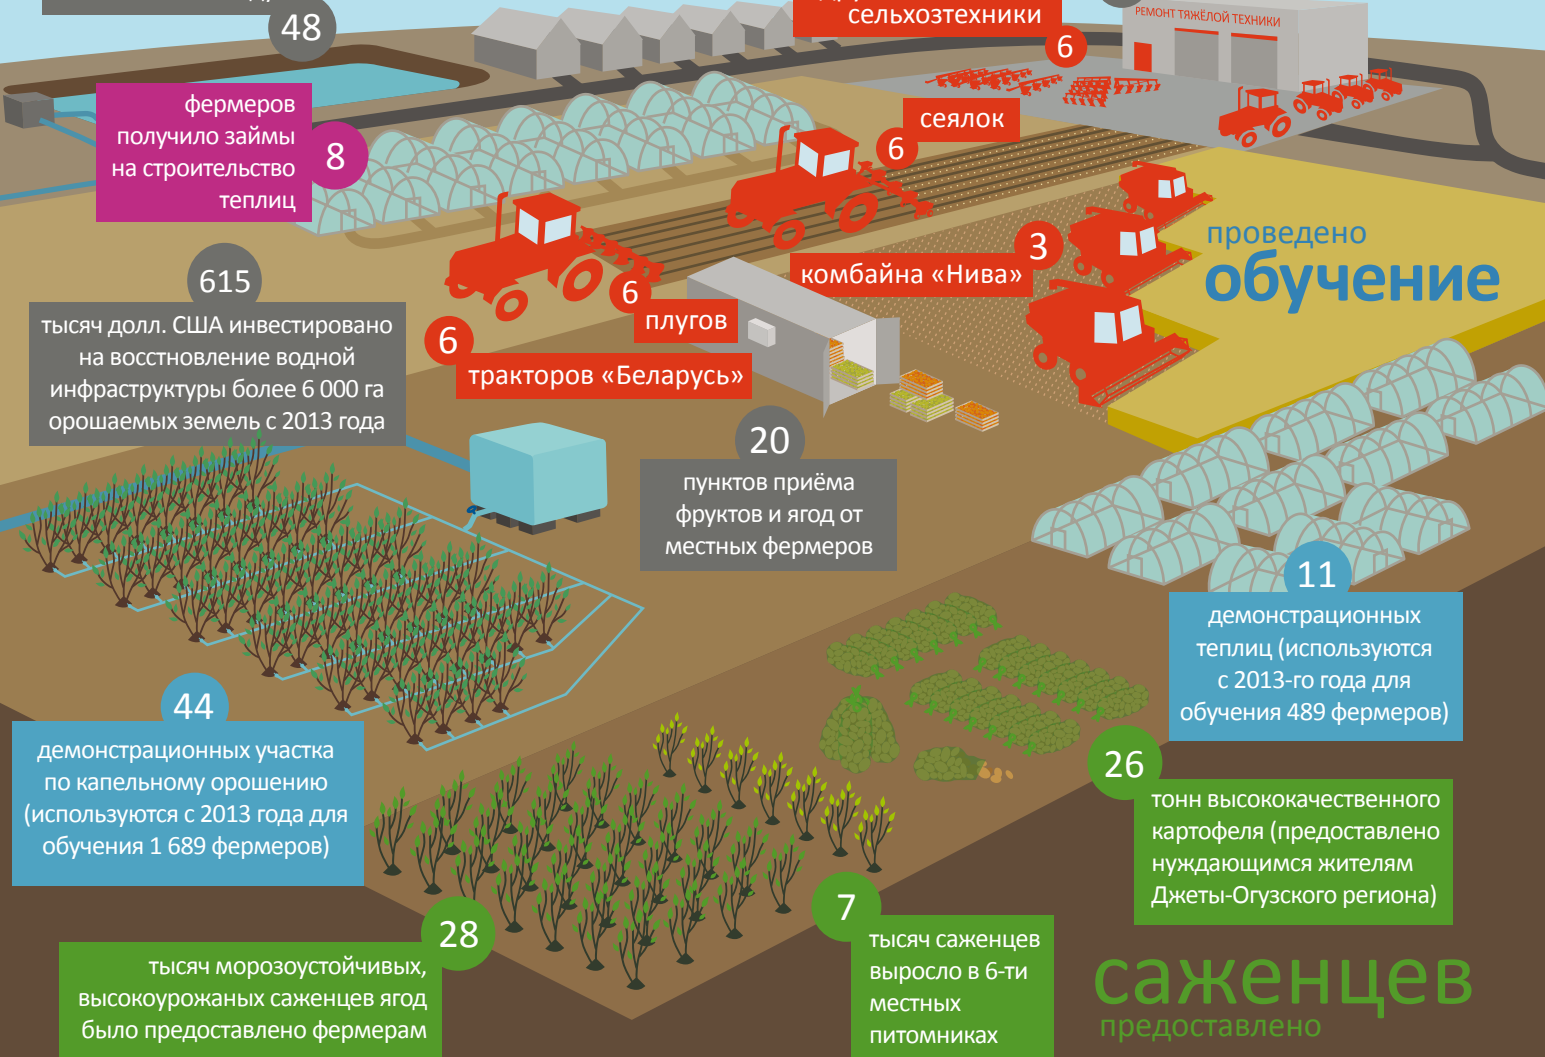 48
сельхозтехники
6
РЕМОНТ ТЯЖЁЛОЙ ТЕХНИКИ
фермеров
получило займы
на строительство
теплиц
8
сеялок
6
615
тысяч долл. США инвестировано
на восстновление водной
инфраструктуры более 6 000 га
орошаемых земель с 2013 года
6
плугов
6
тракторов «Беларусь»
3
комбайна «Нива»
проведено
обучение
20
пунктов приёма
фруктов и ягод от
местных фермеров
11
демонстрационных
теплиц (используются
с 2013-го года для
обучения 489 фермеров)
44
демонстрационных участка
по капельному орошению
(используются с 2013 года для
обучения 1 689 фермеров)
26
тонн высококачественного
картофеля (предоставлено
нуждающимся жителям
Джеты-Огузского региона)
28
тысяч морозоустойчивых,
высокоурожаных саженцев ягод
было предоставлено фермерам
7
тысяч саженцев
выросло в 6-ти
местных
питомниках
саженцев
предоставлено